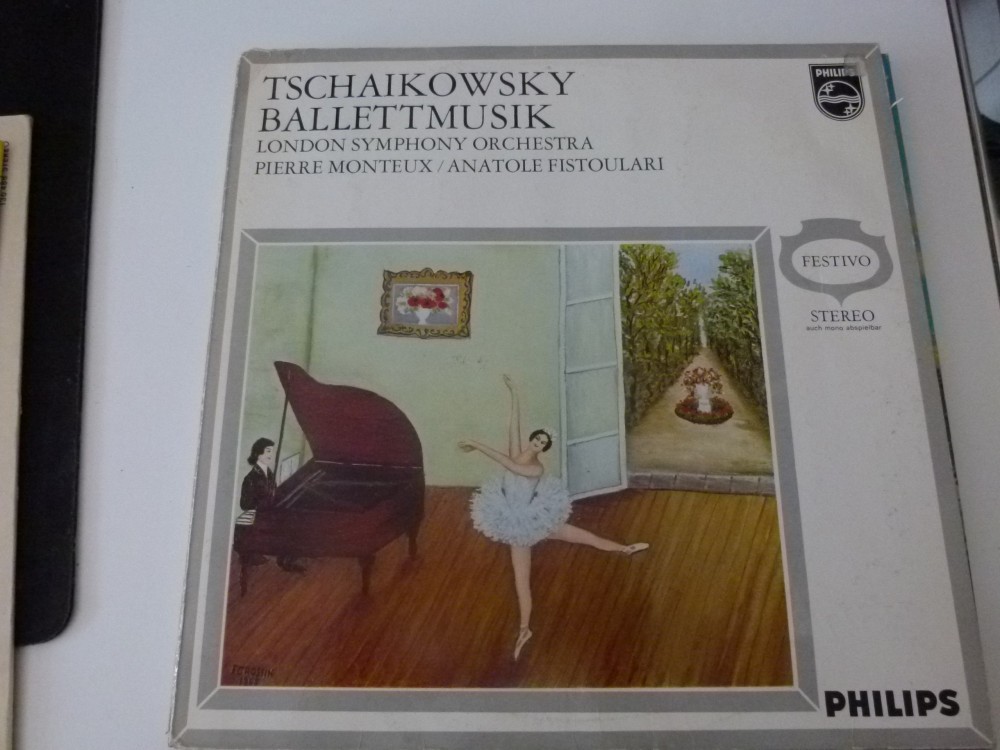 TSCHAIKOWSKY
BALLETTMUSIK
LONDON SYMPHONY ORCHESTRA
PIERRE MONTEUX / ANATOLE FISTOULARI
PHILIPS
FESTIVO
STEREO
auch mono abspielbar
PHILIPS